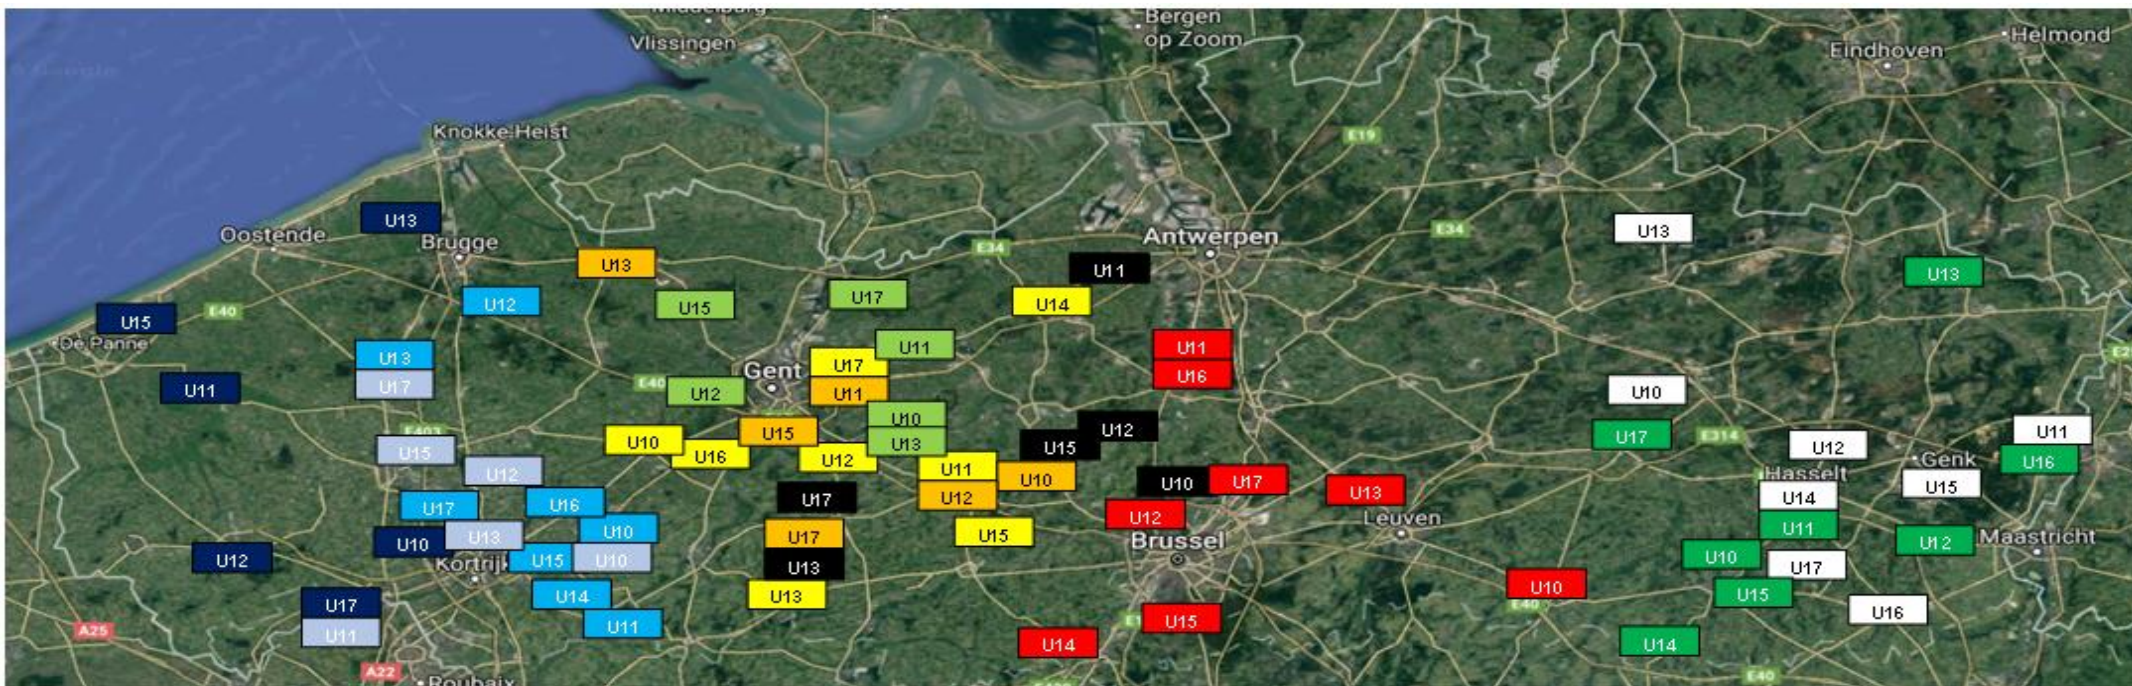 Bergen
op Zoom
Vlissingen
Helmond
Eindhoven
Knokke-Heist
E19
U13
Oostende
Brugge
E34
Antwerpen
E34
U13
U13
U11
U13
U12
U15
U17
U14
U15
E40
De Panne
U13
U11
U11
U17
U17
U16
U11
Gent
E40
U12
U11
U10
U10
U13
U15
U12
U15
U10
U16
U12
U15
E403
U17
E314
U12
U11
U16
Genk
Hasselt
U15
U14
U11
U12
Maastricht
U12
U11
U12
U10
U10
U17
U13
Leuven
U12
Brussel
U17
U15
U17
U13
U13
U17
U16
U10
U13
U10
Kortrijk
U15
U10
U12
U14
U11
U17
U11
A25
A22
Roubaix
U10
E40
U10
U17
U15
U16
U14
E40
U15
U14